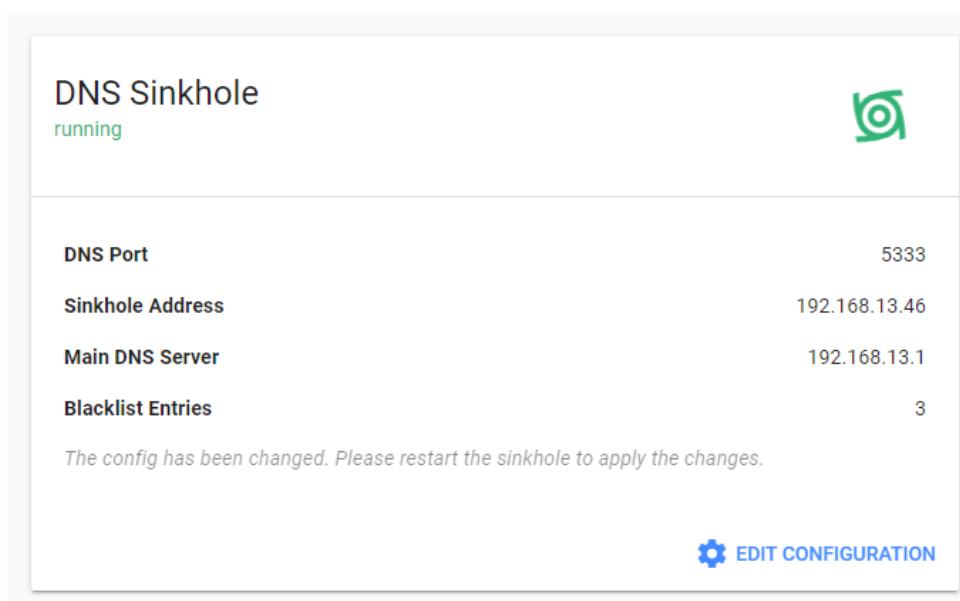 DNS Sinkhole
running
DNS Port 5333
Sinkhole Address 192.168.13.46
Main DNS Server 192.168.13.1
Blacklist Entries 3
The config has been changed. Please restart the sinkhole to apply the changes.
EDIT CONFIGURATION